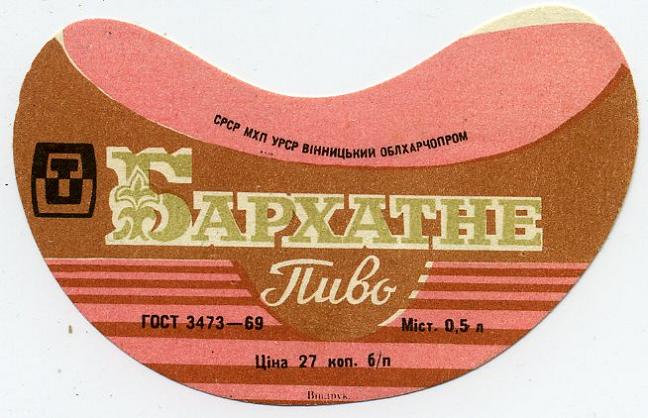 СРСР МХП УРСР ВІННИЦЬКИЙ ОБЛХАРЧОПРОМ
БАРХАТНЕ
Пиво
ГОСТ 3473—69 Міст. 0,5 л
Ціна 27 коп. б/п